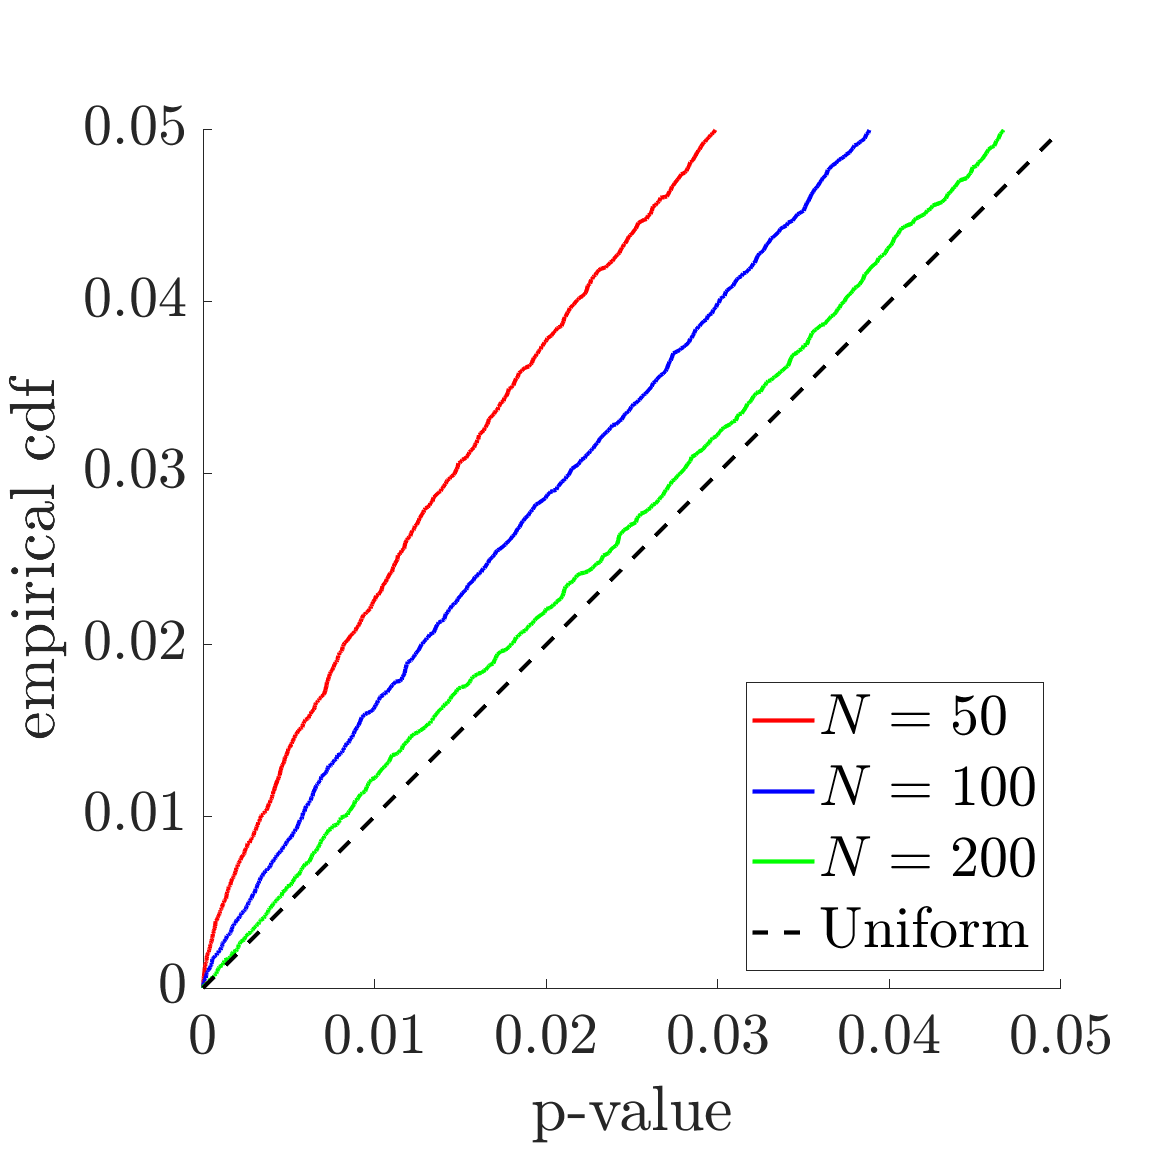 0.05
0.04
0.03
0.02
0.01
0
empirical cdf
0 0.01 0.02 0.03 0.04 0.05
p-value
N = 50
N = 100
N = 200
Uniform